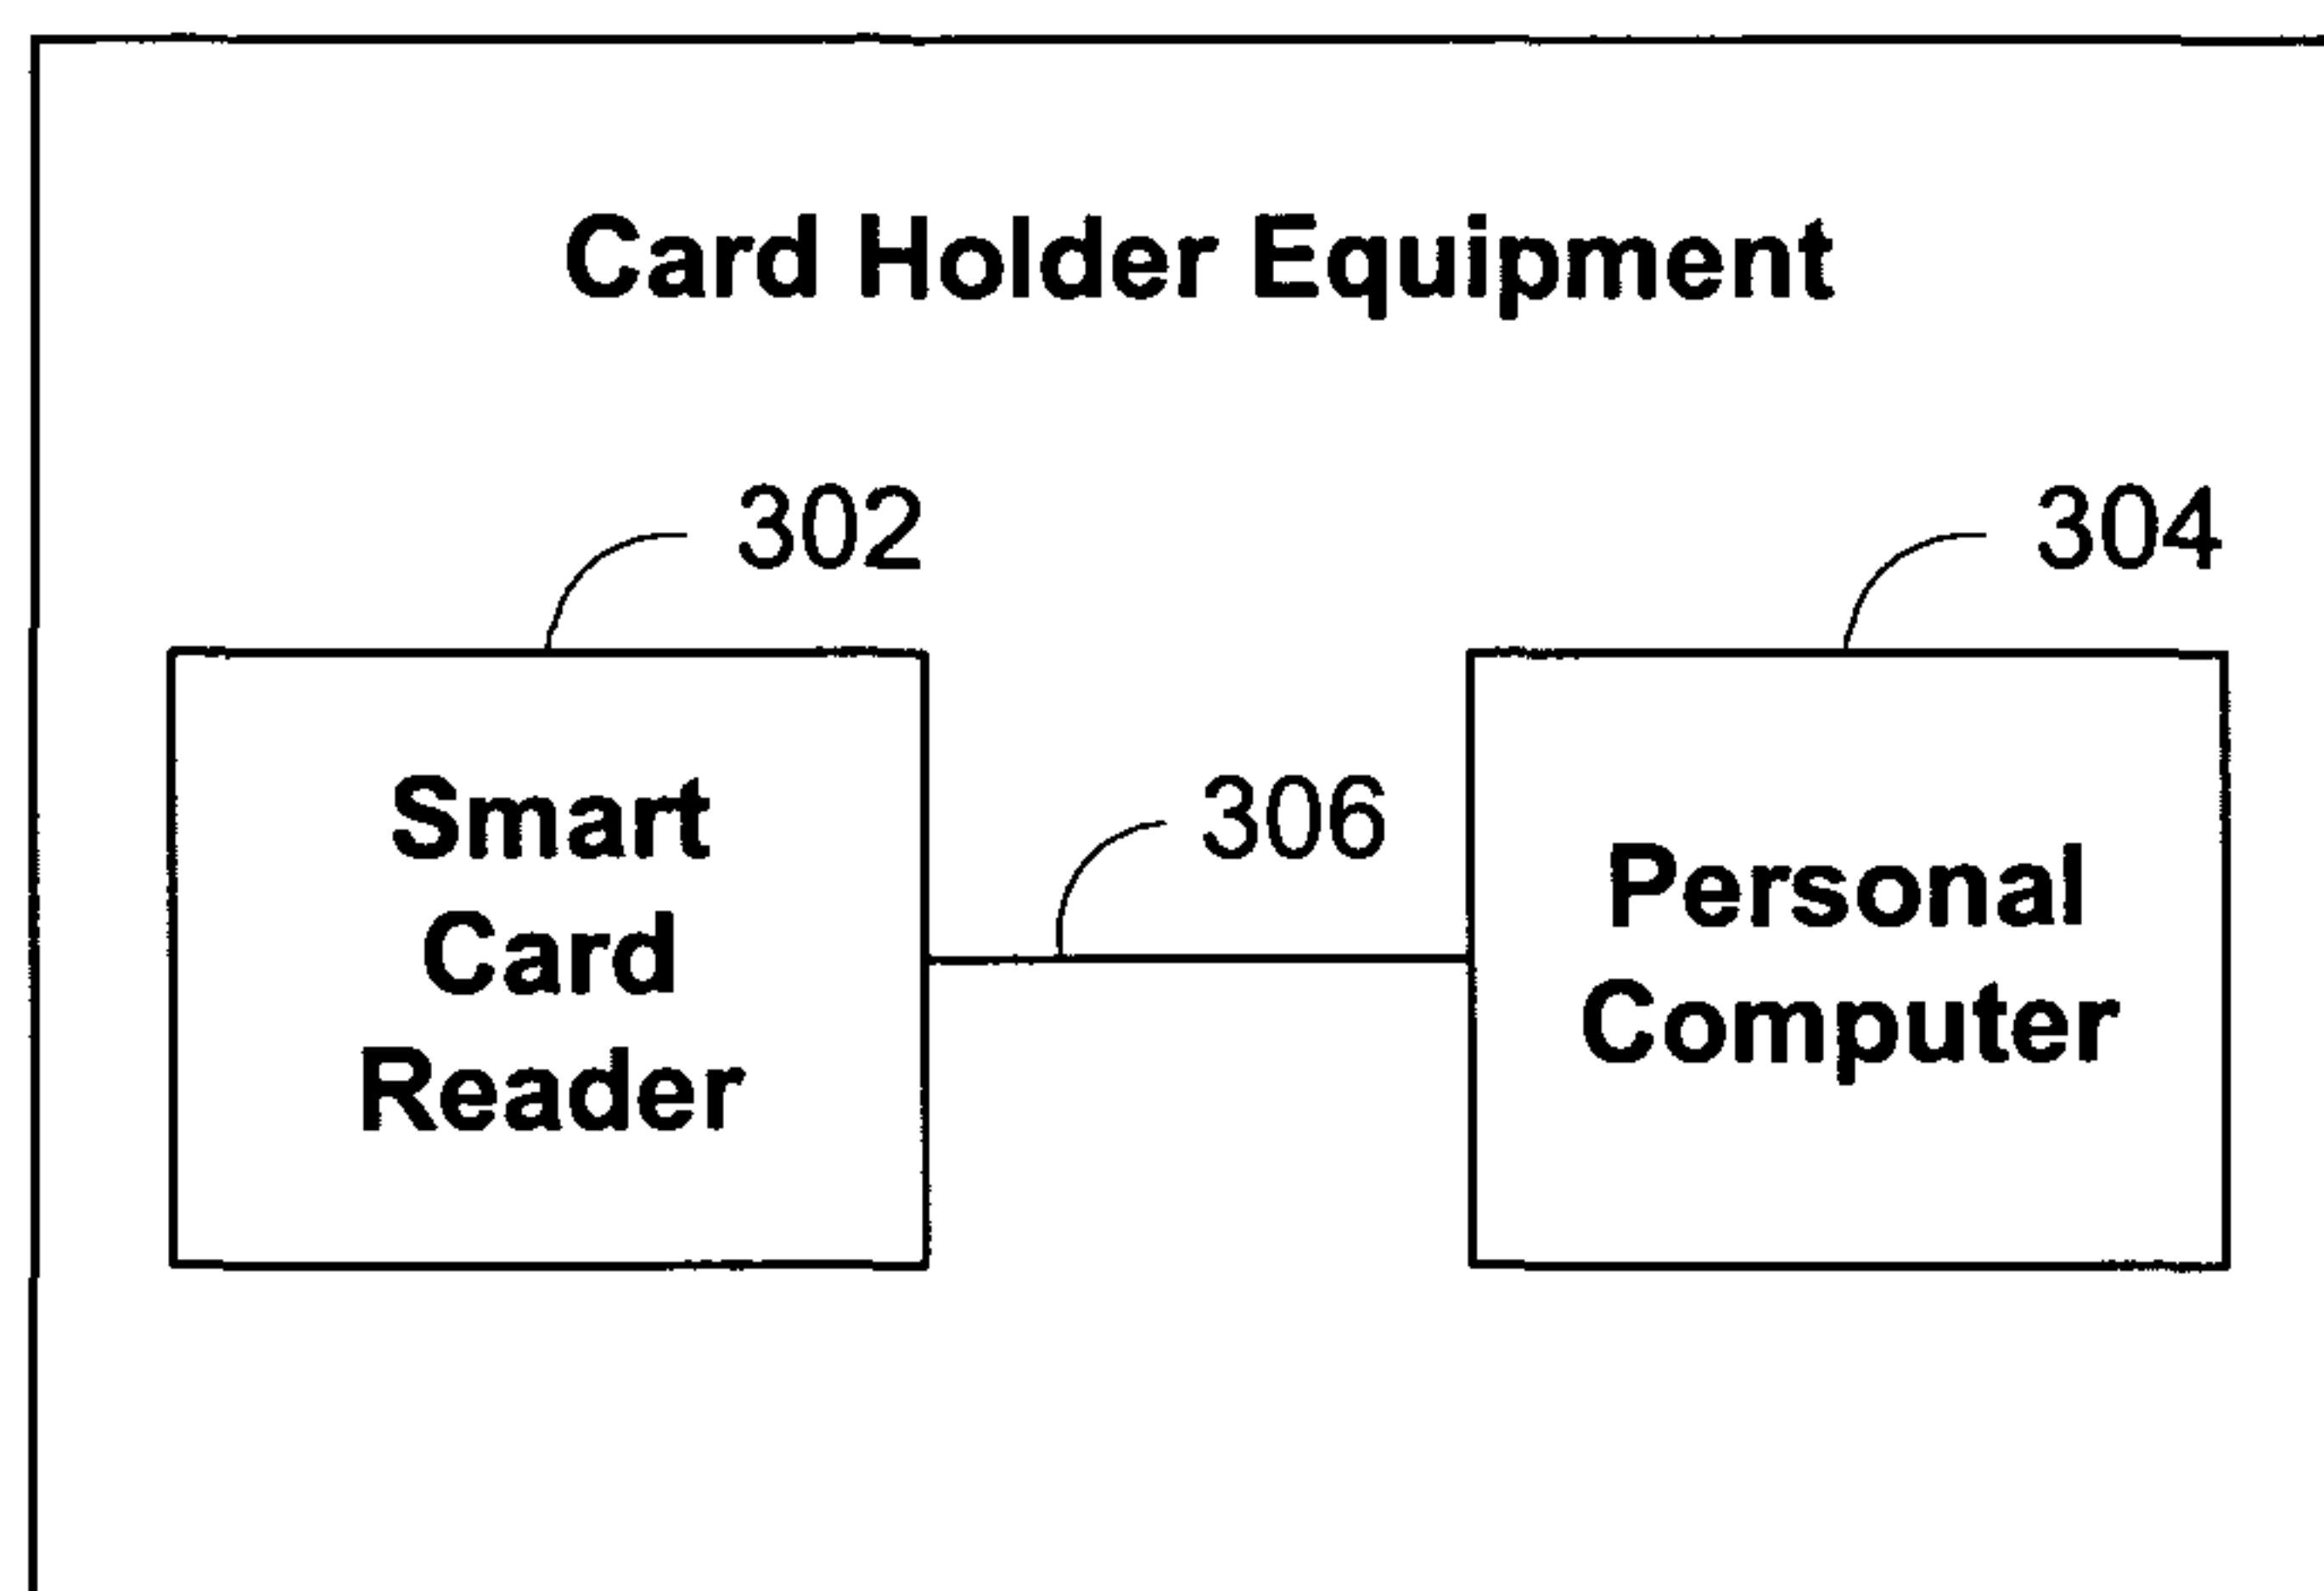 Card Holder Equipment
302
304
Smart
Card
Reader
306
Personal
Computer